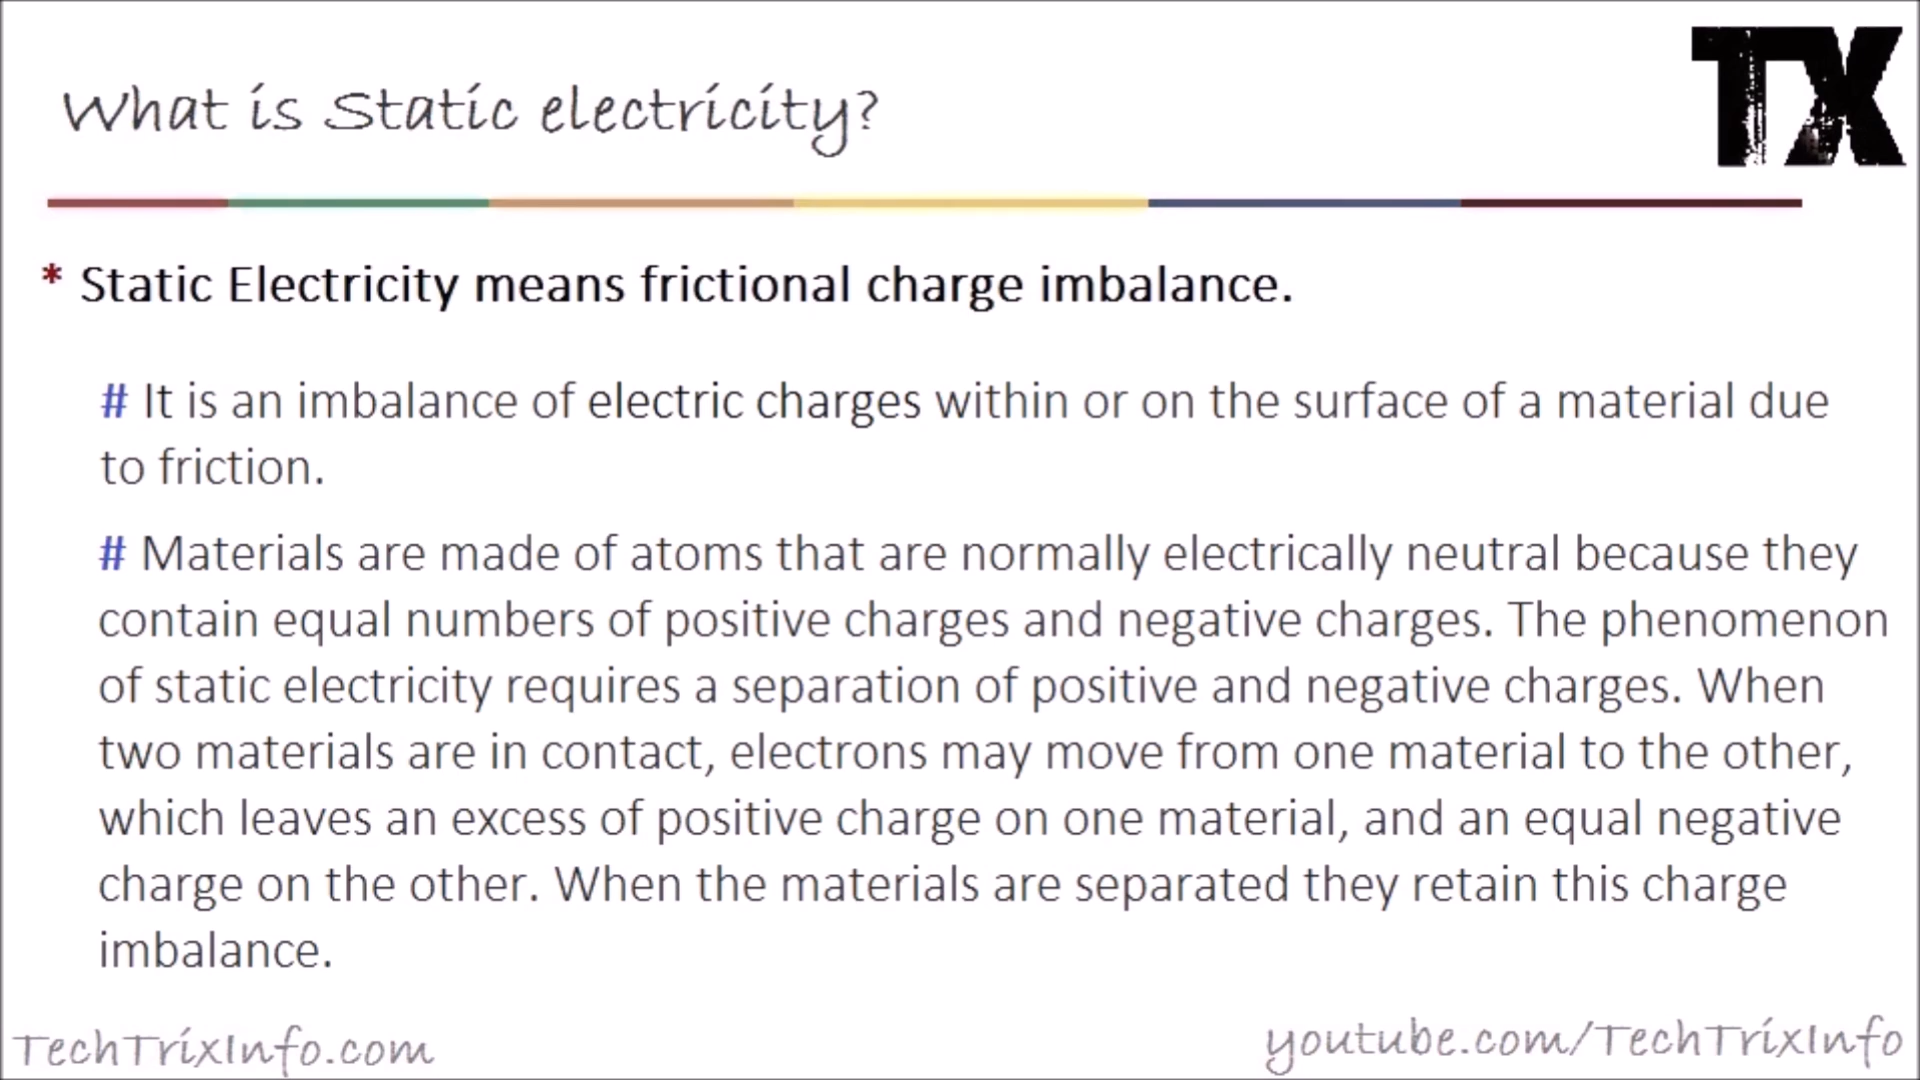 What is Static electricity?
TX
* Static Electricity means frictional charge imbalance.
# It is an imbalance of electric charges within or on the surface of a material due
to friction.
# Materials are made of atoms that are normally electrically neutral because they
contain equal numbers of positive charges and negative charges. The phenomenon
of static electricity requires a separation of positive and negative charges. When
two materials are in contact, electrons may move from one material to the other,
which leaves an excess of positive charge on one material, and an equal negative
charge on the other. When the materials are separated they retain this charge
imbalance.
TechTrixInfo.com
youtube.com/TechTrixInfo